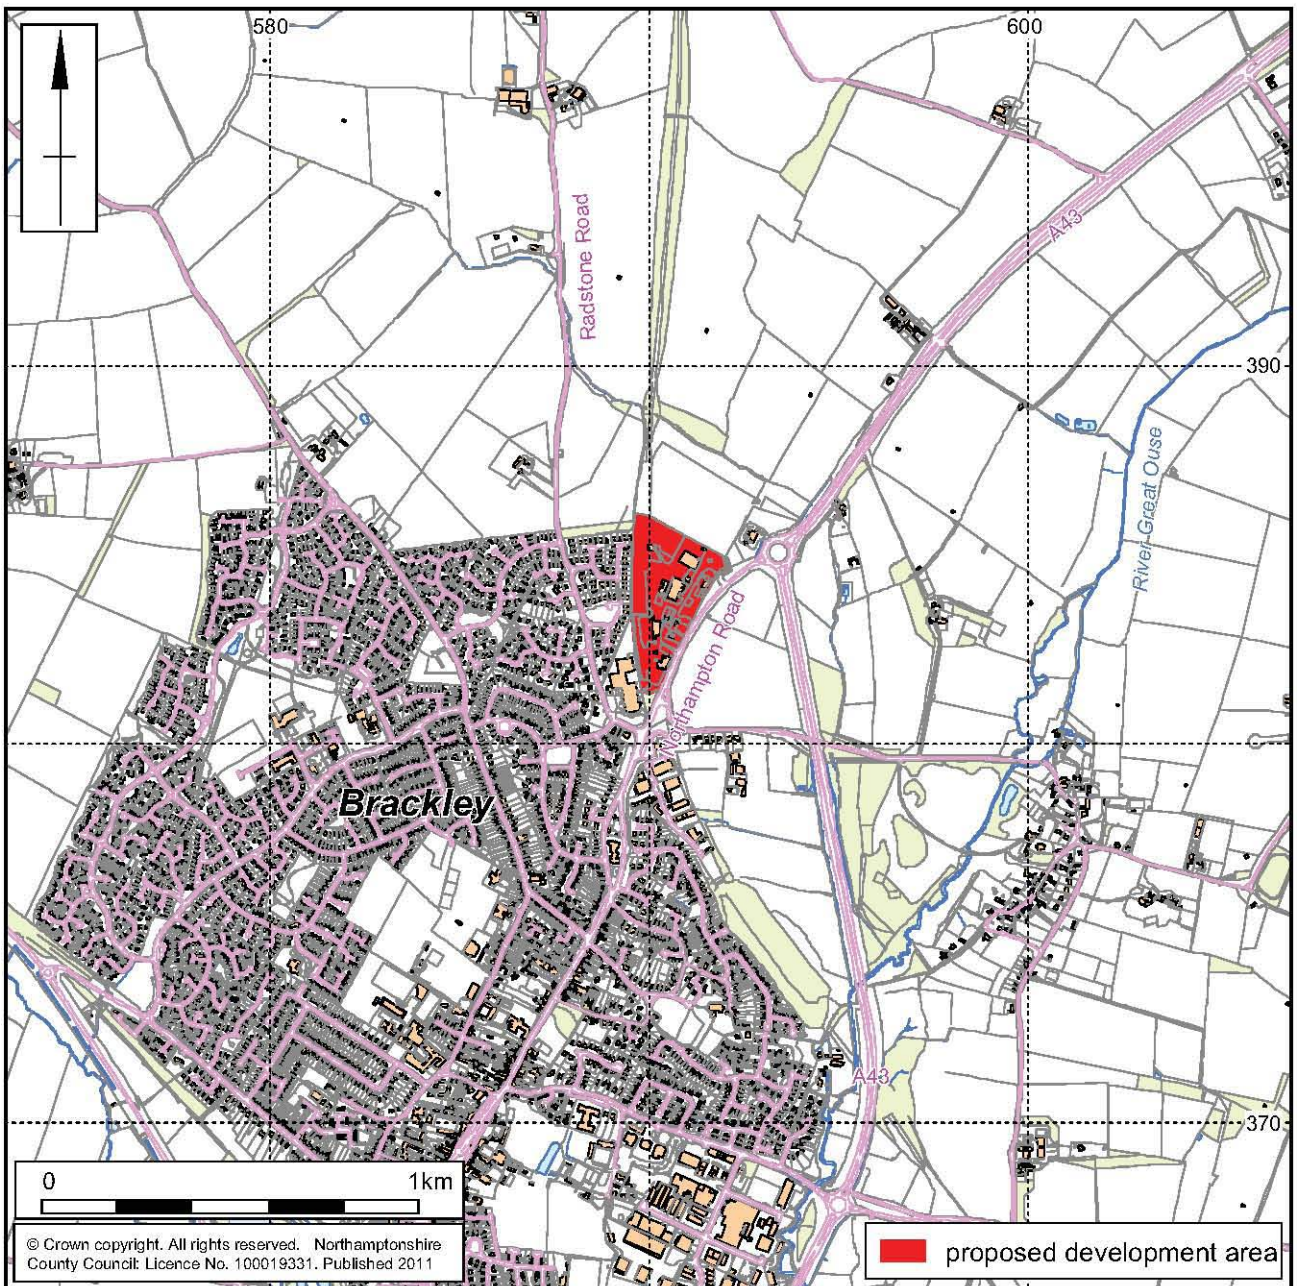 580
600
Radstone Road
A43
390
River Great Ouse
Northampton Road
Brackley
A43
370
0 1km
© Crown copyright. All rights reserved. Northamptonshire
County Council: Licence No. 100019331. Published 2011
proposed development area